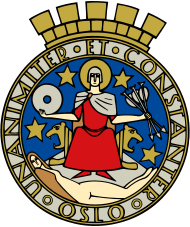 UNANIMITER · ET · CONSTANTER
OSLO